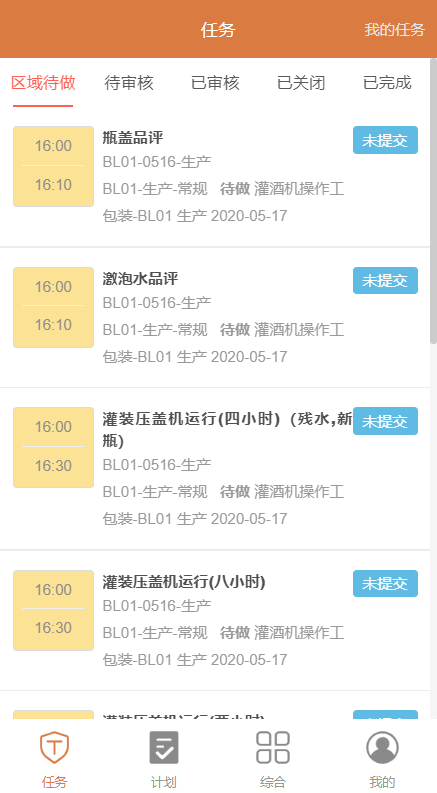 任务
我的任务
区域待做 待审核 已审核 已关闭 已完成
16:00
16:10
瓶盖品评
未提交
BL01-0516-生产
BL01-生产-常规 待做 灌酒机操作工
包装-BL01 生产 2020-05-17
16:00
16:10
激泡水品评
未提交
BL01-0516-生产
BL01-生产-常规 待做 灌酒机操作工
包装-BL01 生产 2020-05-17
16:00
16:30
灌装压盖机运行(四小时)（残水,新
瓶)
未提交
BL01-0516-生产
BL01-生产-常规 待做 灌酒机操作工
包装-BL01 生产 2020-05-17
16:00
16:30
灌装压盖机运行(八小时)
未提交
BL01-0516-生产
BL01-生产-常规 待做 灌酒机操作工
包装-BL01 生产 2020-05-17
任务 计划 综合 我的